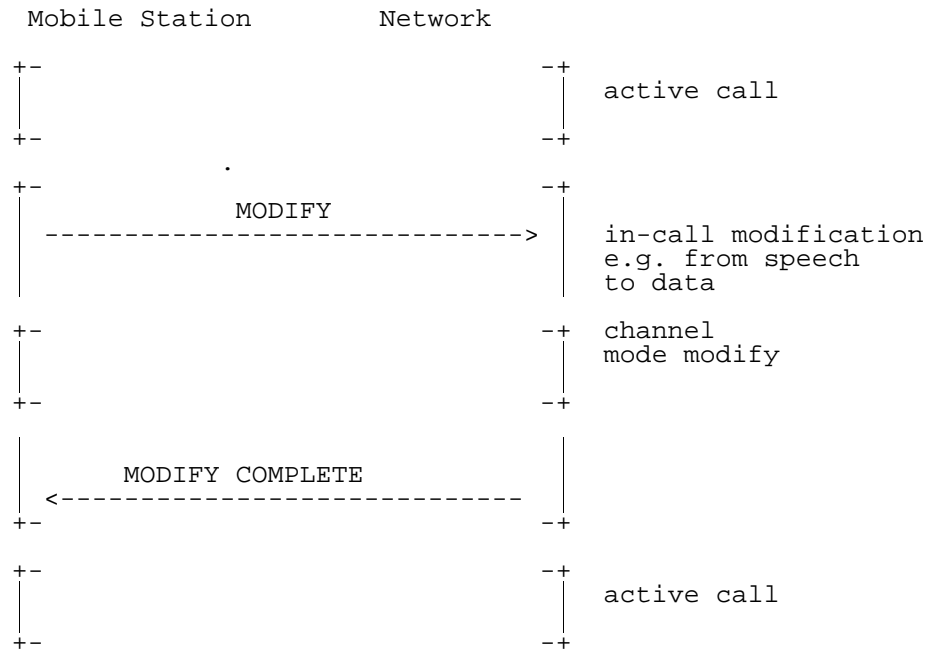 Mobile Station Network
+- -+
active call
+- -+
.
+- -+
MODIFY
------------------------------> in-call modification
e.g. from speech
to data
+- -+ channel
mode modify
+- -+
MODIFY COMPLETE
<-----------------------------
+- -+
+- -+
active call
+- -+